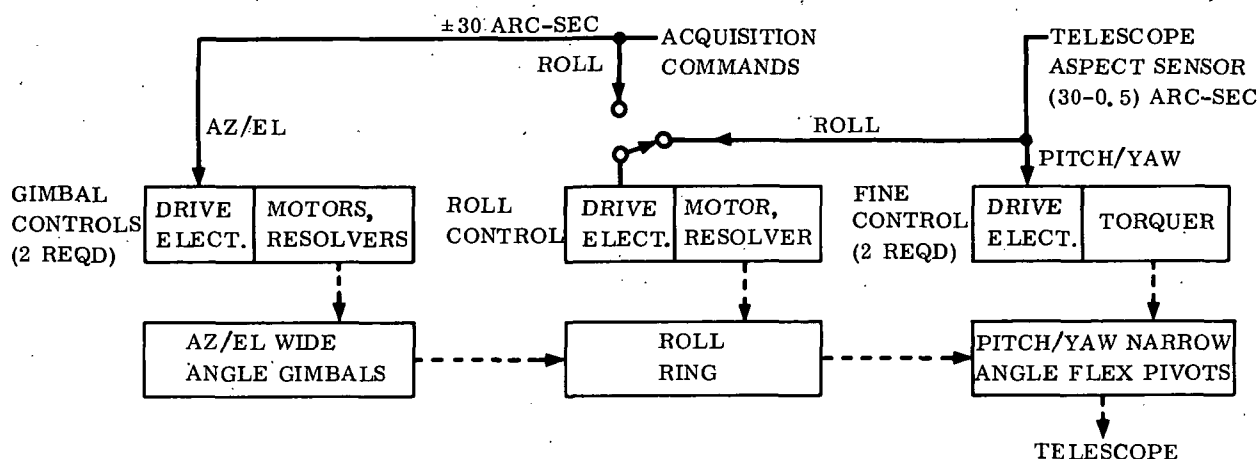 ±30 ARC-SEC
ACQUISITION
COMMANDS
TELESCOPE
ASPECT SENSOR
(30-0.5) ARC-SEC
ROLL
AZ/EL
ROLL
PITCH/YAW
GIMBAL
CONTROLS
(2 REQD)
DRIVE
ELECT.
MOTORS,
RESOLVERS
ROLL
CONTROL
DRIVE
ELECT.
MOTOR,
RESOLVER
FINE
CONTROL
(2 REQD)
DRIVE
ELECT.
TORQUER
AZ/EL WIDE
ANGLE GIMBALS
ROLL
RING
PITCH/YAW NARROW
ANGLE FLEX PIVOTS
TELESCOPE